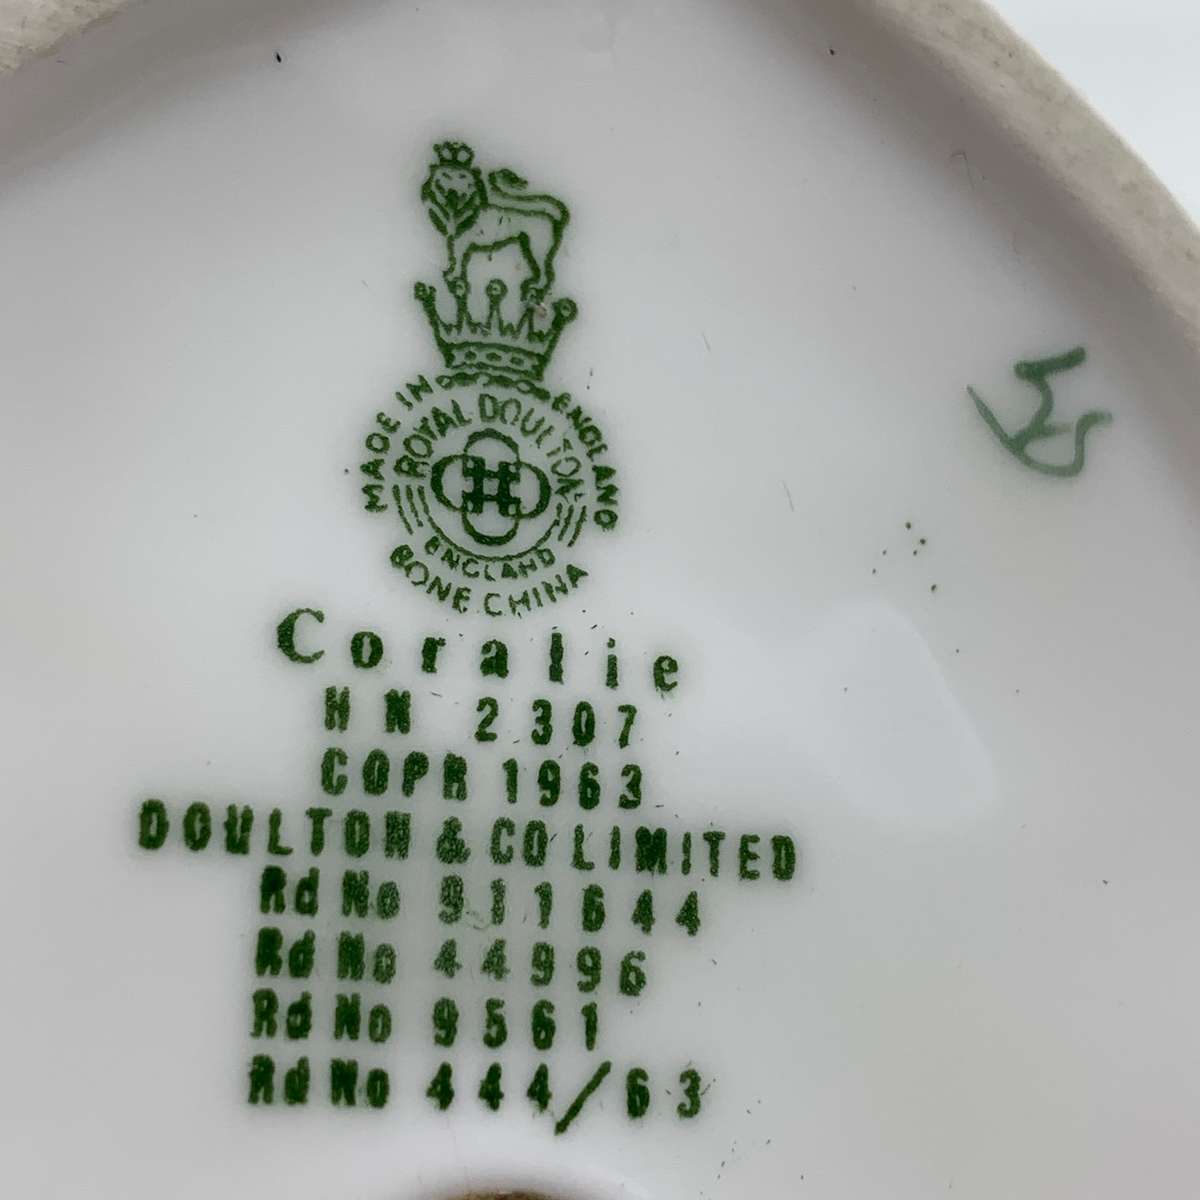 MADE IN ENGLAND
ROYAL DOULTON
ENGLAND
BONE CHINA
Coralie
HN 2307
COPR 1963
DOULTON & CO LIMITED
Rd No 911644
Rd No 44996
Rd No 9561
Rd No 444/63